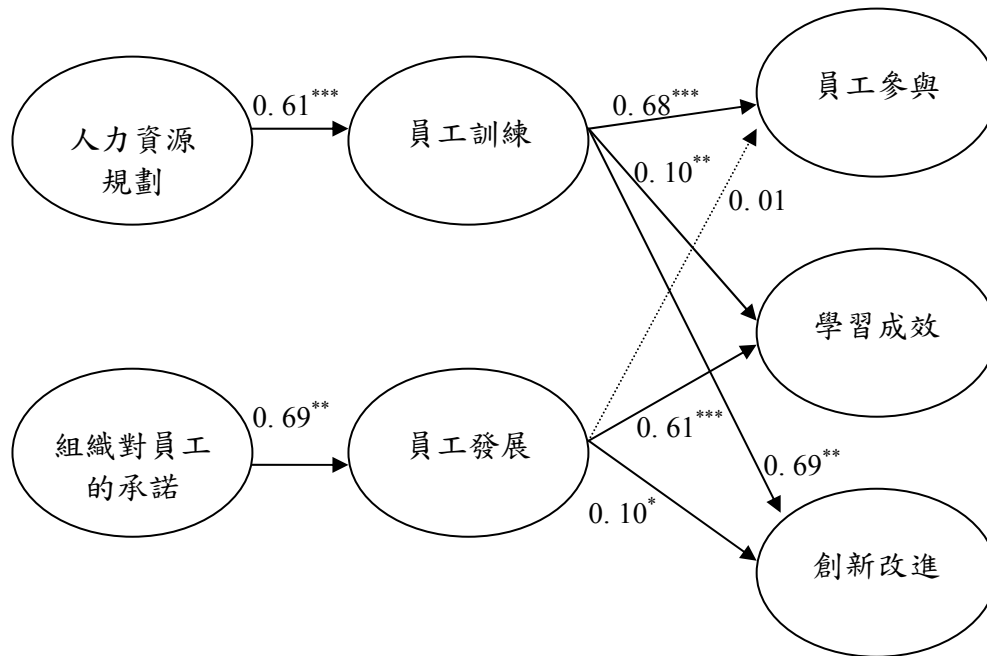 人力資源
規劃
0. 61***
員工訓練
0. 68***
員工參與
0. 10**
0. 01
學習成效
組織對員工
的承諾
0. 69**
員工發展
0. 61***
0. 69**
0. 10*
創新改進